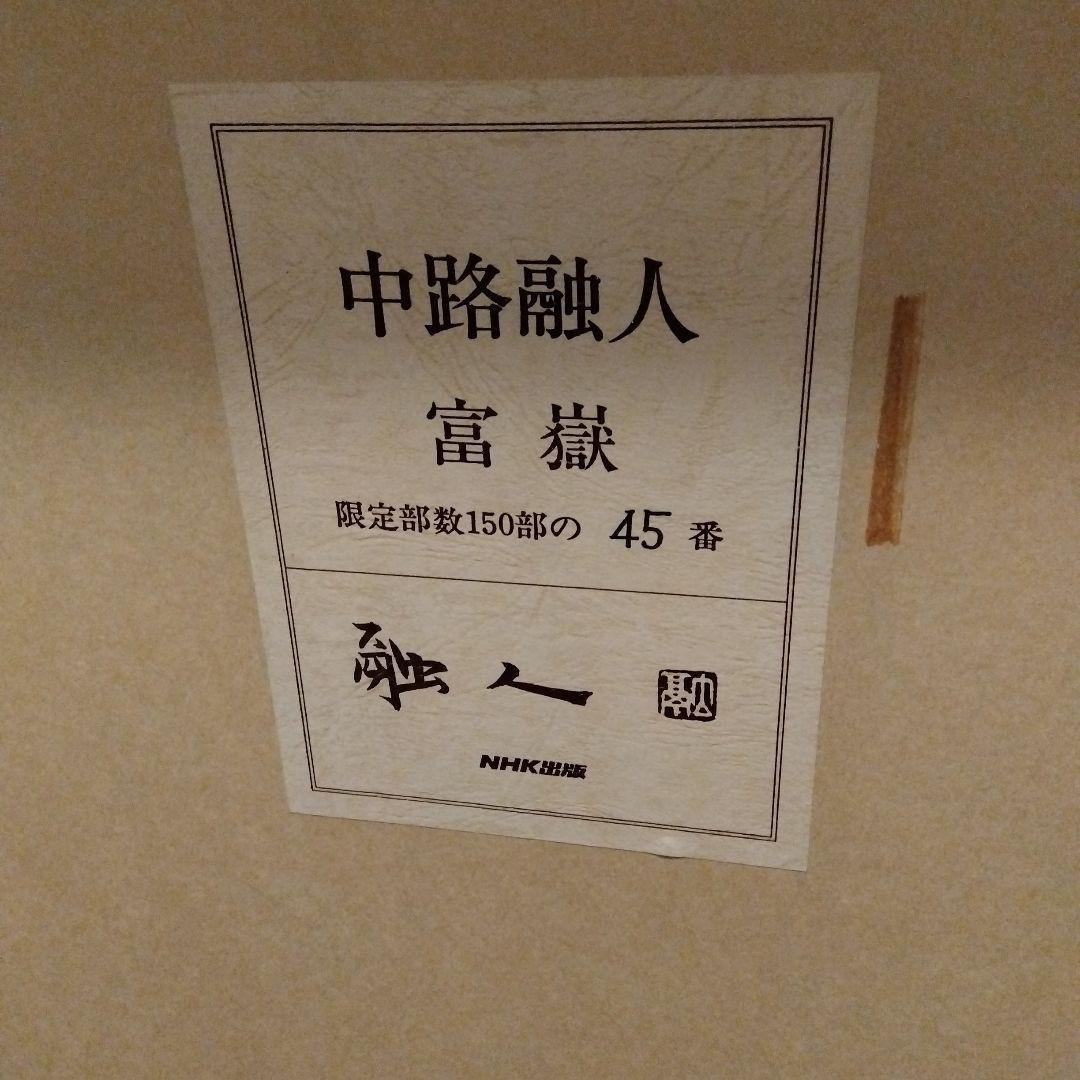 中路融人
富嶽
限定部数150部の 45 番
融人
融
NHK出版